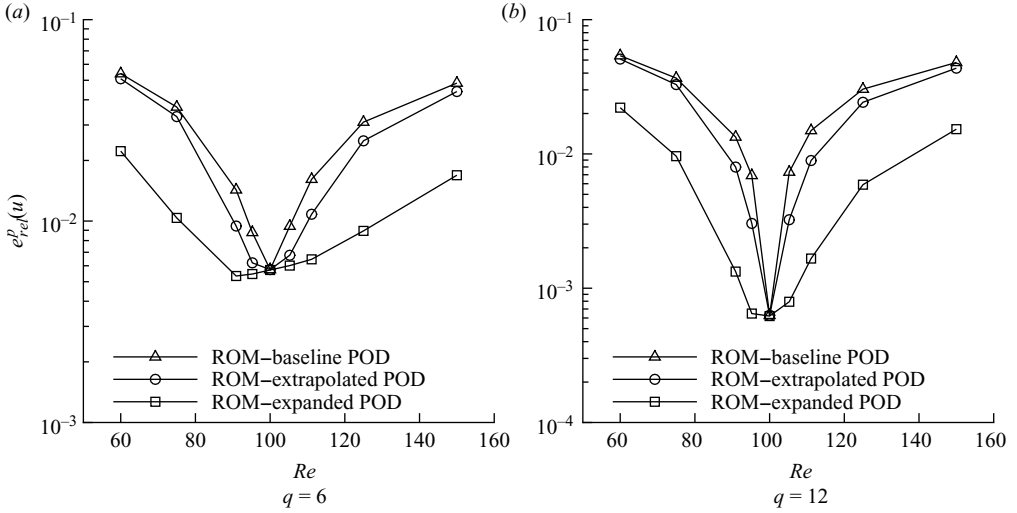 (a)
10⁻¹
10⁻²
10⁻³
e^p_rel(u)
ROM−baseline POD
ROM−extrapolated POD
ROM−expanded POD
60 80 100 120 140 160
Re
q = 6
(b)
10⁻¹
10⁻²
10⁻³
10⁻⁴
ROM−baseline POD
ROM−extrapolated POD
ROM−expanded POD
60 80 100 120 140 160
Re
q = 12